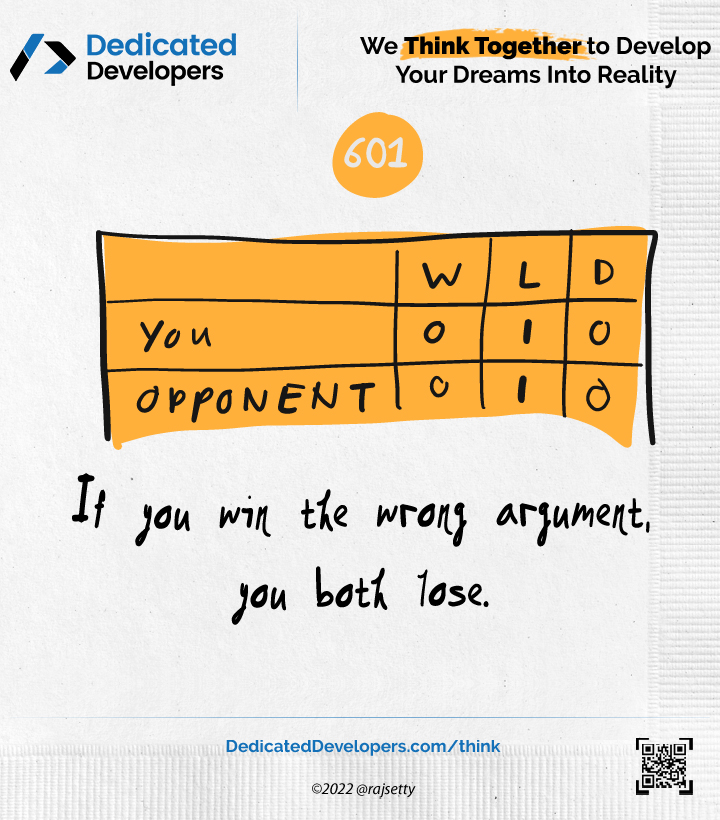 Dedicated
Developers
We Think Together to Develop
Your Dreams Into Reality
601
W L D
You 0 1 0
OPPONENT 0 1 0
If you win the wrong argument,
you both lose.
DedicatedDevelopers.com/think
©2022 @rajsetty